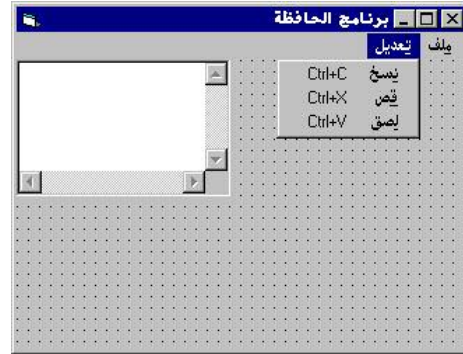 برنامج الحافظة
ملف تعديل
نسخ Ctrl+C
قص Ctrl+X
لصق Ctrl+V